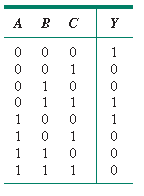 A B C Y
0 0 0 1
0 0 1 0
0 1 0 0
0 1 1 1
1 0 0 1
1 0 1 0
1 1 0 0
1 1 1 0